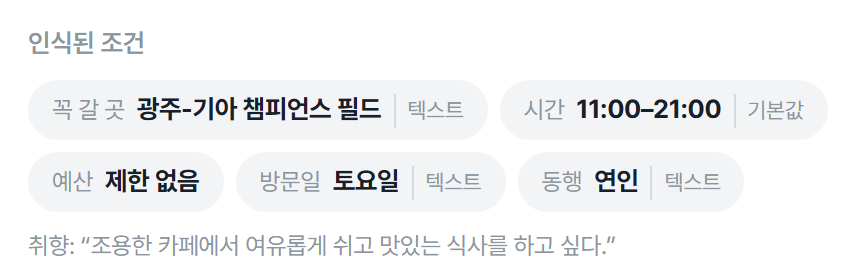 인식된 조건
꼭 갈 곳 광주-기아 챔피언스 필드 텍스트 시간 11:00–21:00 기본값
예산 제한 없음 방문일 토요일 텍스트 동행 연인 텍스트
취향: “조용한 카페에서 여유롭게 쉬고 맛있는 식사를 하고 싶다.”